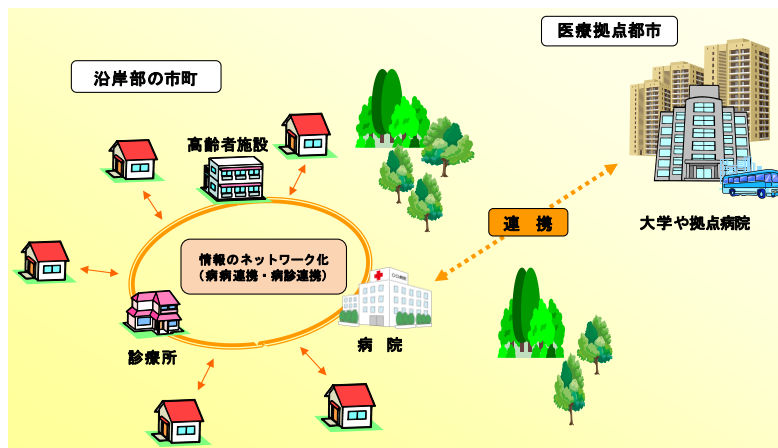 医療拠点都市
沿岸部の市町
高齢者施設
連 携
大学や拠点病院
情報のネットワーク化
（病病連携・病診連携）
診療所
病 院